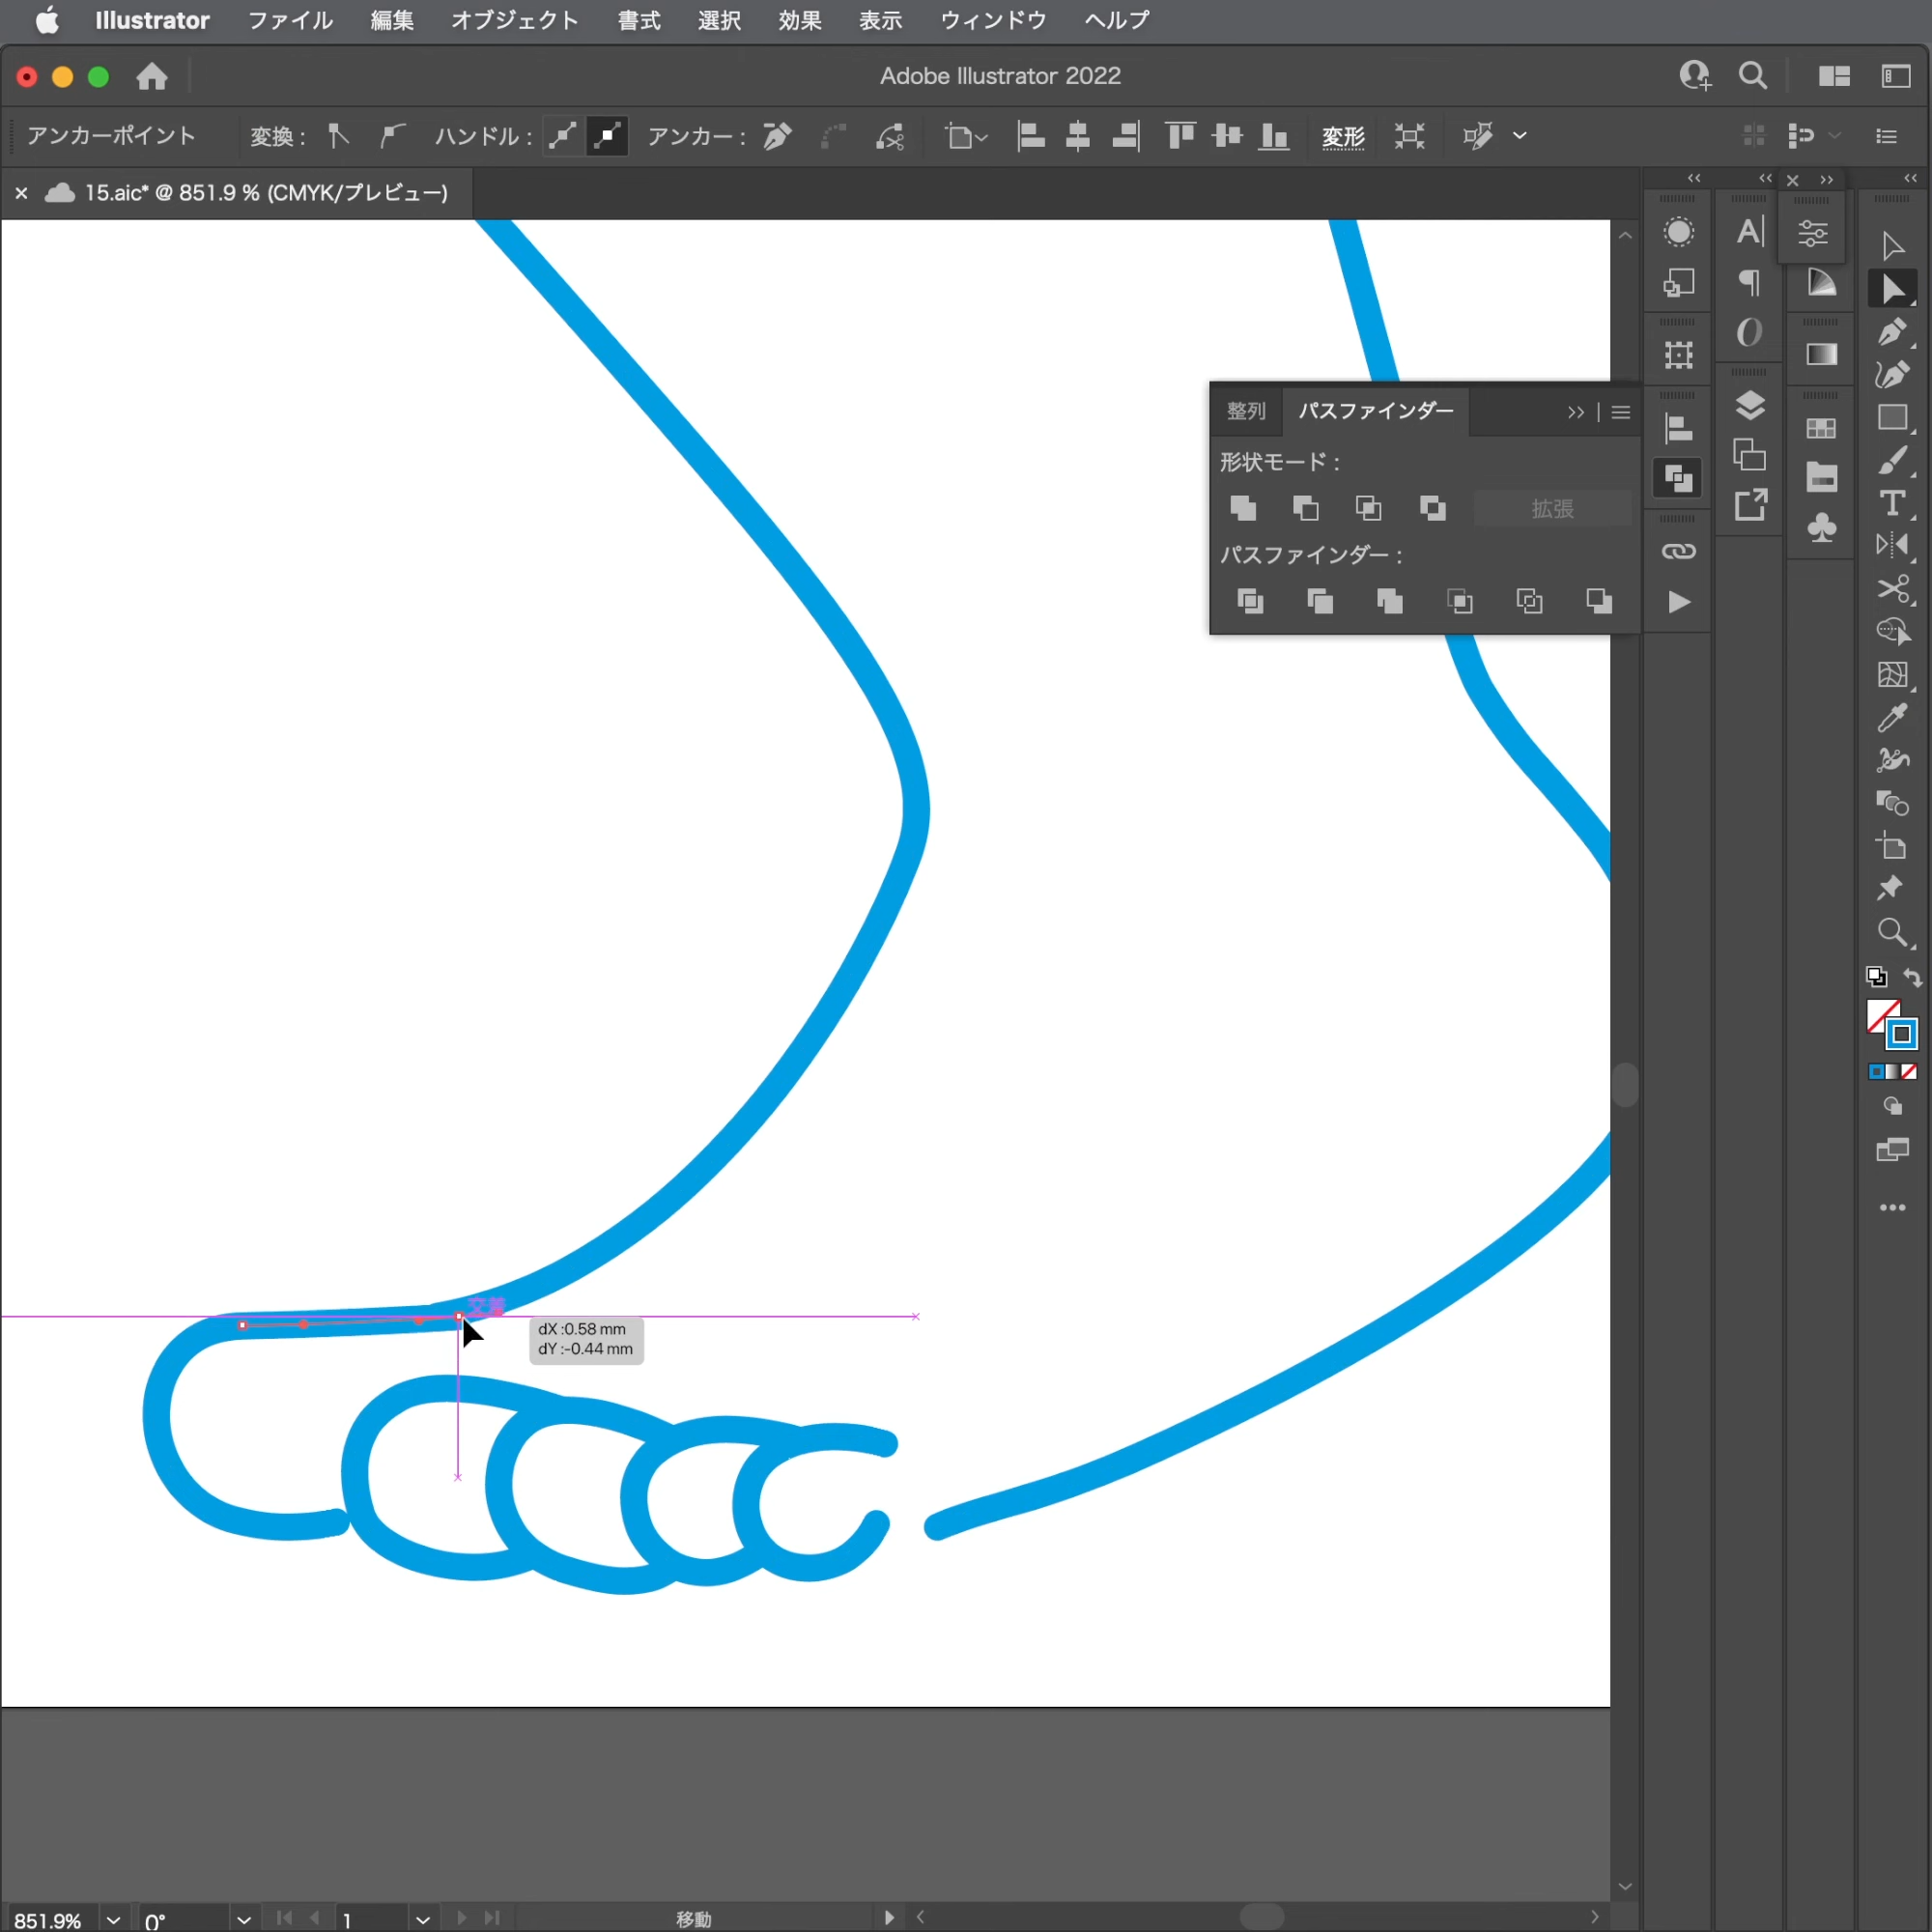 Illustrator ファイル 編集 オブジェクト 書式 選択 効果 表示 ウィンドウ ヘルプ
Adobe Illustrator 2022
アンカーポイント 変換: ハンドル: アンカー: 変形
15.aic* @ 851.9 % (CMYK/プレビュー)
整列 パスファインダー
形状モード:
拡張
パスファインダー:
交差
dX :0.58 mm
dY :-0.44 mm
851.9% 0° 1 移動